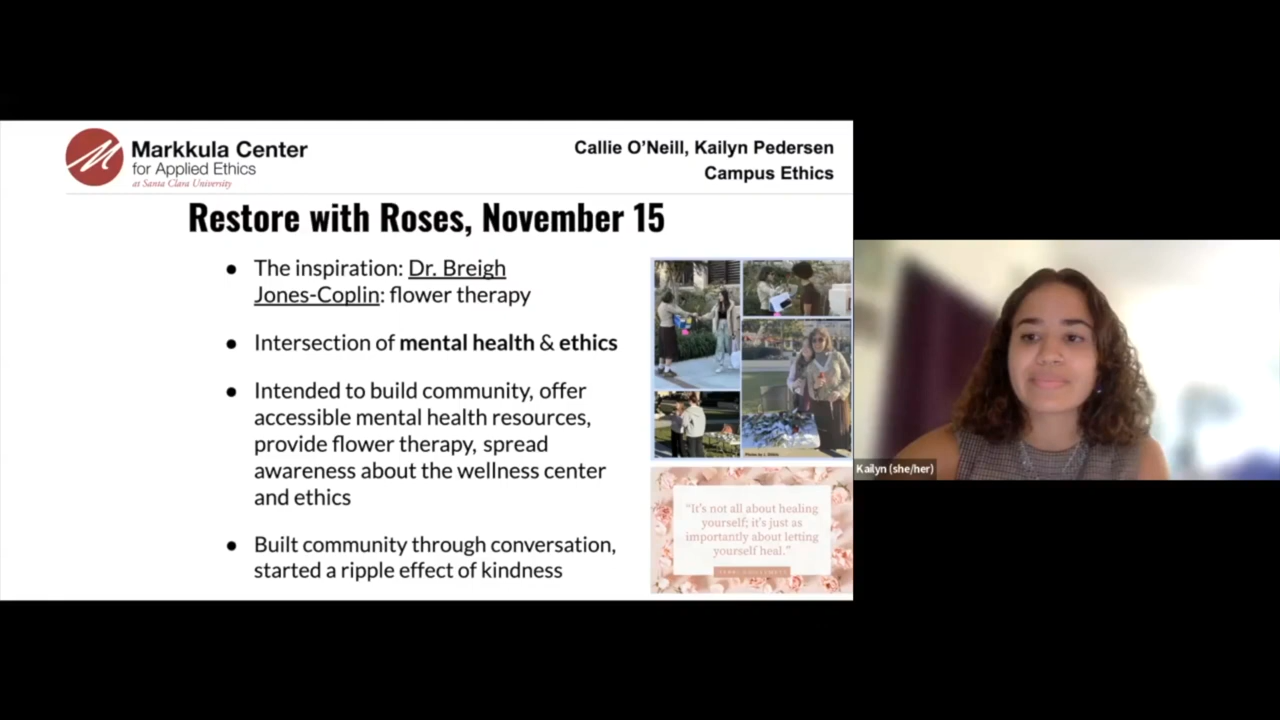 Markkula Center
for Applied Ethics
at Santa Clara University
Callie O'Neill, Kailyn Pedersen
Campus Ethics
Restore with Roses, November 15
● The inspiration: Dr. Breigh
Jones-Coplin: flower therapy
● Intersection of mental health & ethics
● Intended to build community, offer
accessible mental health resources,
provide flower therapy, spread
awareness about the wellness center
and ethics
● Built community through conversation,
started a ripple effect of kindness
"It's not all about healing
yourself; it's just as
importantly about letting
yourself heal."
Kailyn (she/her)